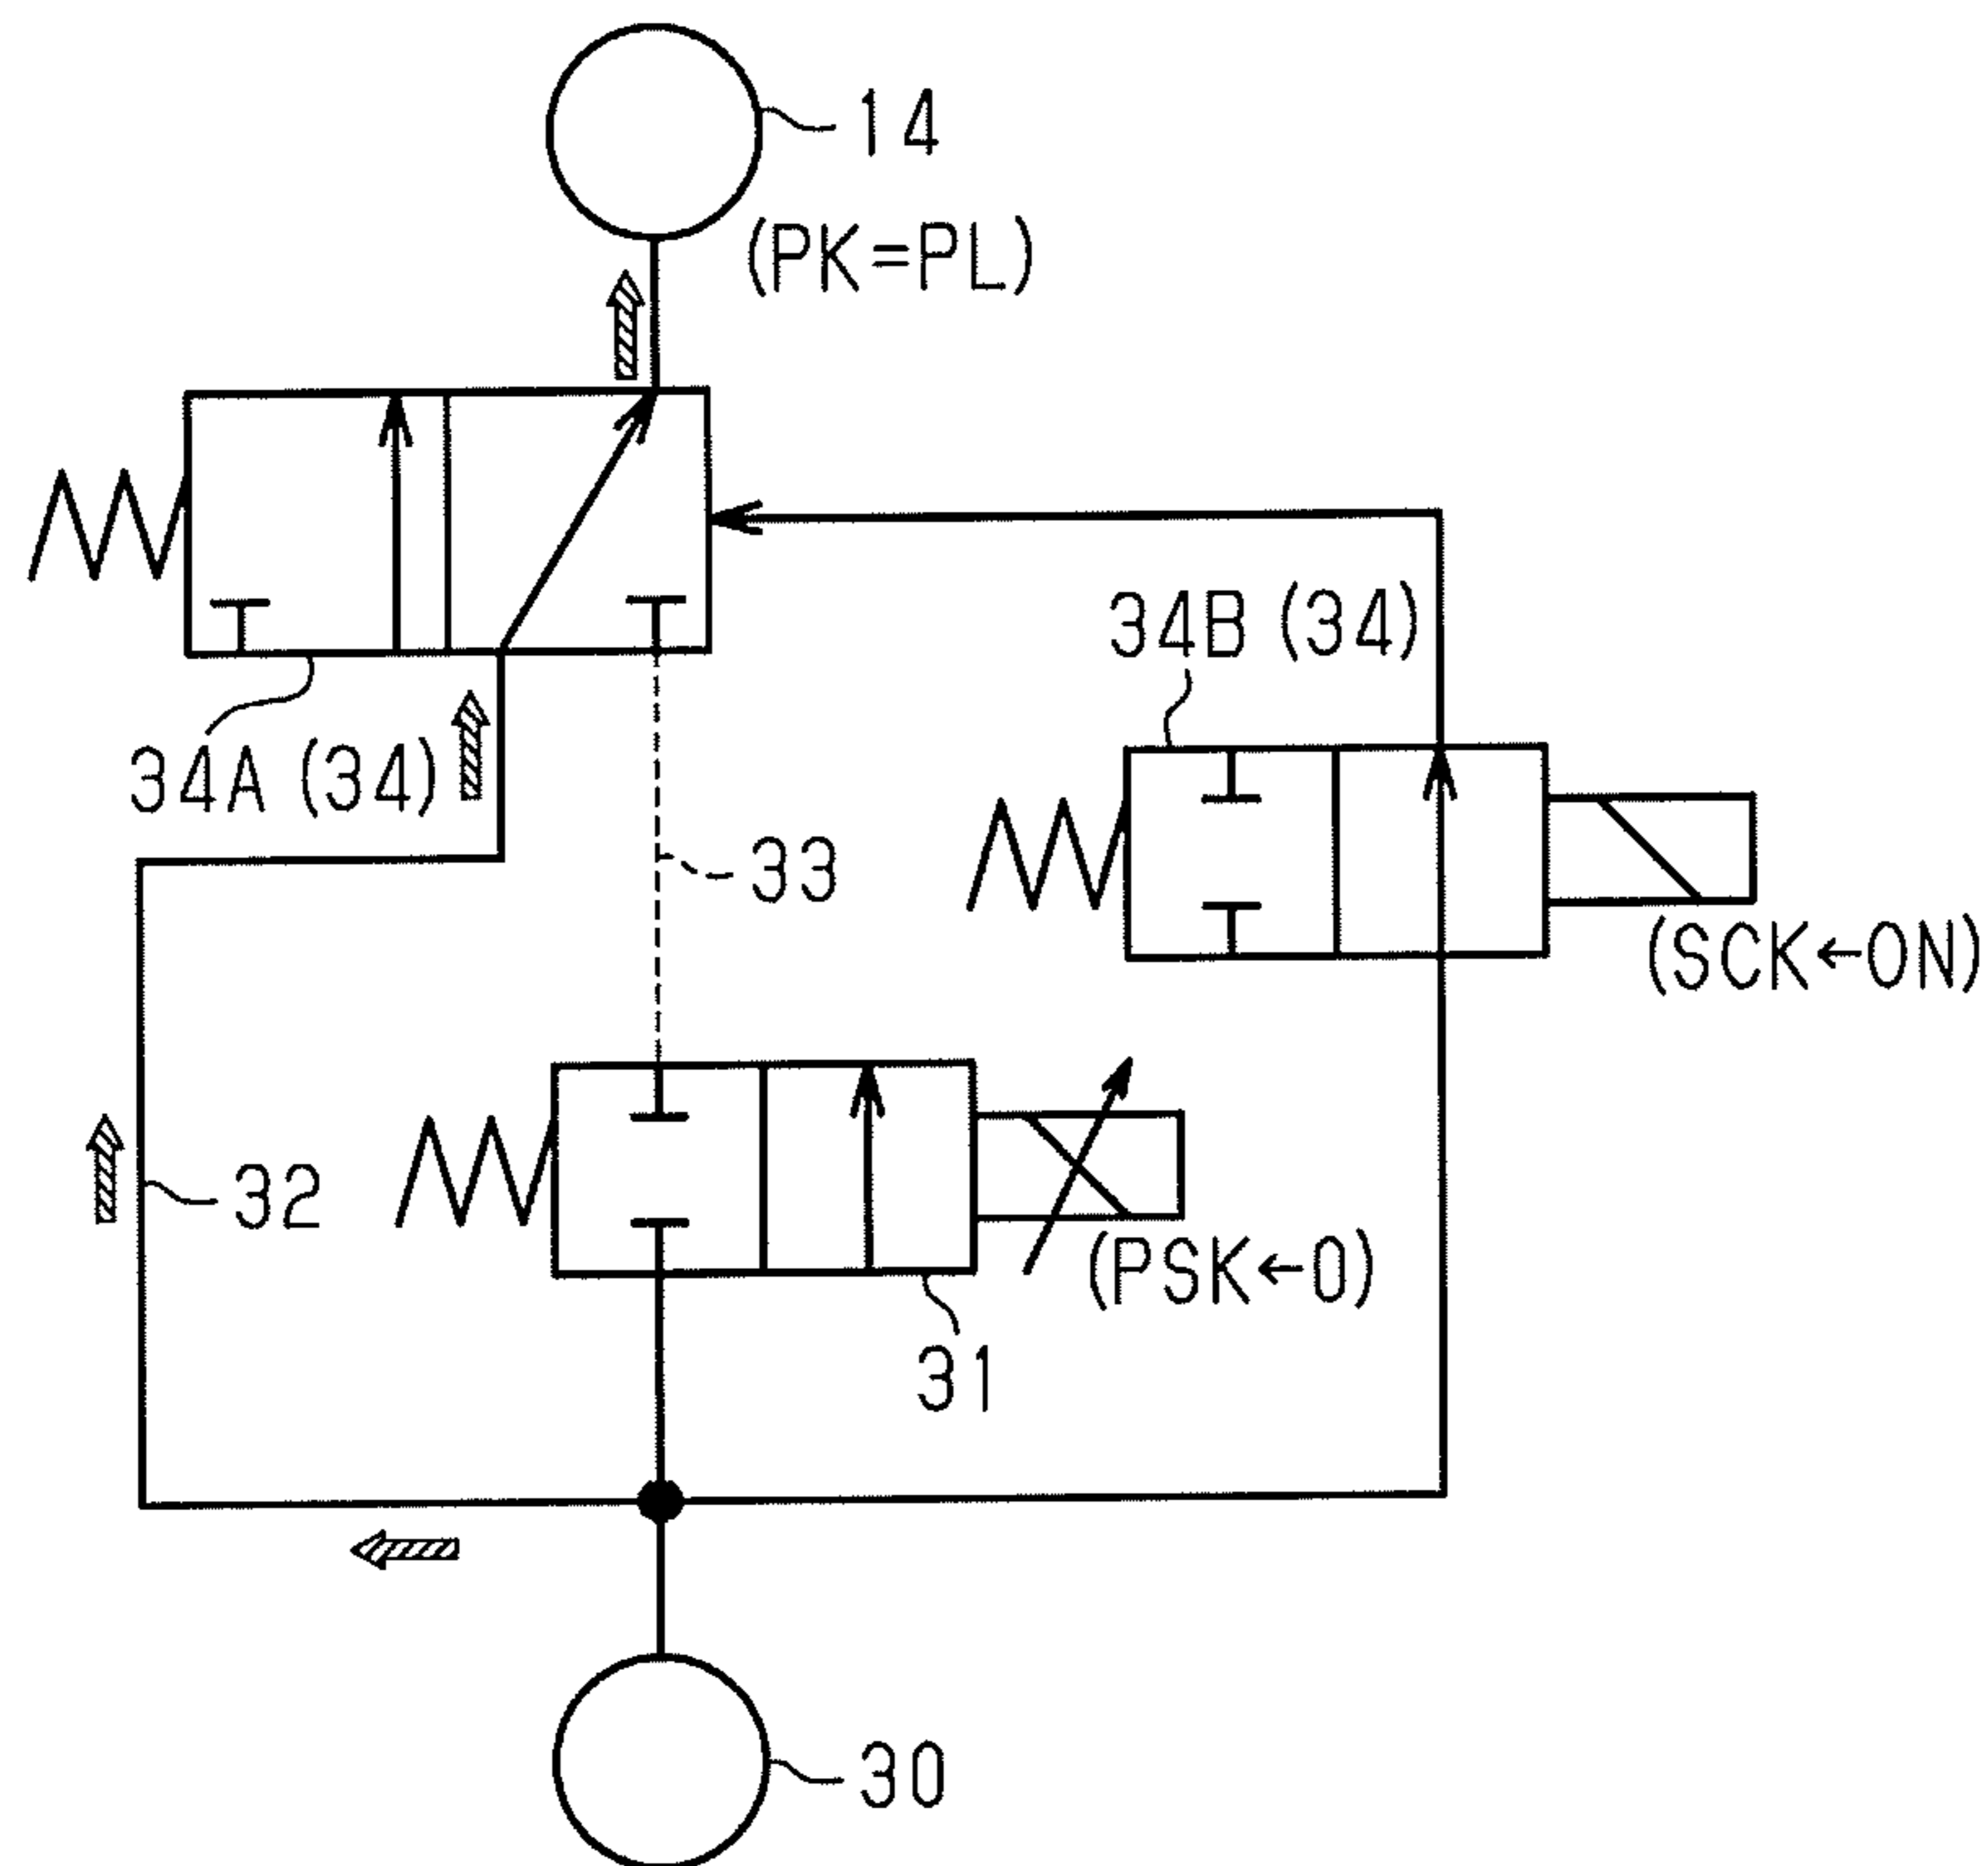 14
(PK=PL)
34B (34)
34A (34)
33
(SCK←ON)
32
(PSK←0)
31
30